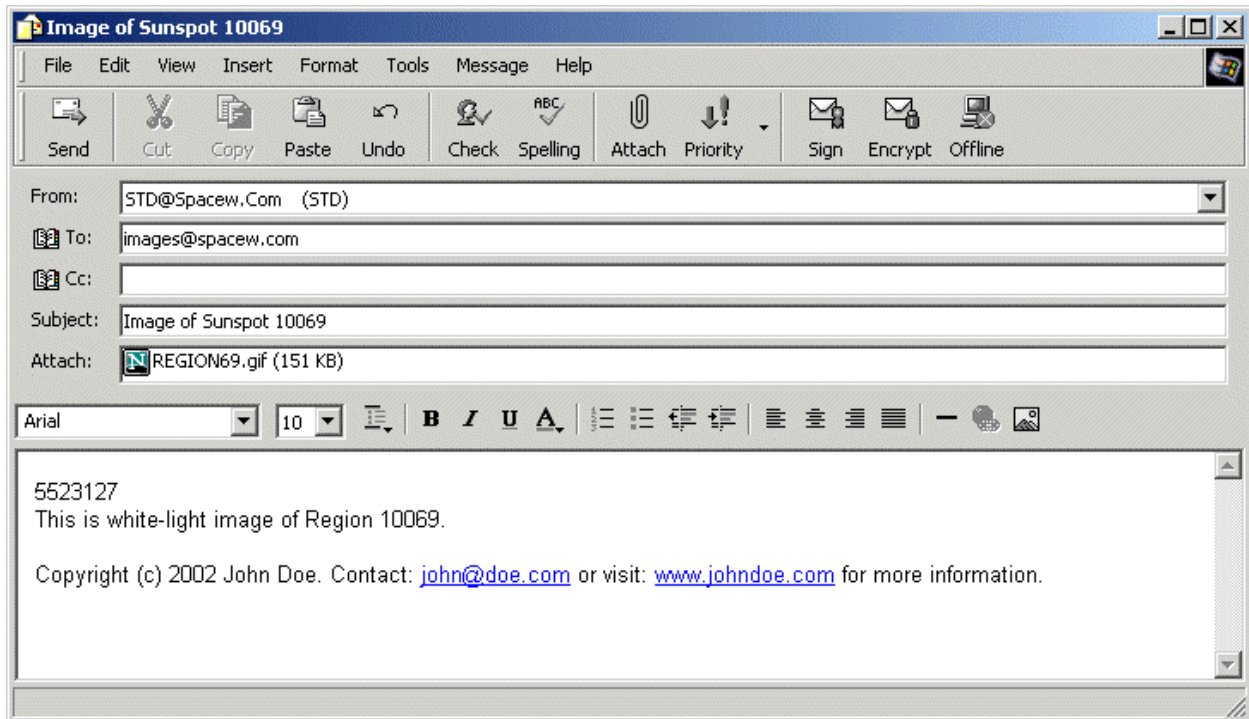 Image of Sunspot 10069
File Edit View Insert Format Tools Message Help
ABC
Send Cut Copy Paste Undo Check Spelling Attach Priority Sign Encrypt Offline
From: STD@Spacew.Com (STD)
To: images@spacew.com
Cc:
Subject: Image of Sunspot 10069
Attach: N REGION69.gif (151 KB)
Arial 10 B I U A
5523127
This is white-light image of Region 10069.
Copyright (c) 2002 John Doe. Contact: john@doe.com or visit: www.johndoe.com for more information.